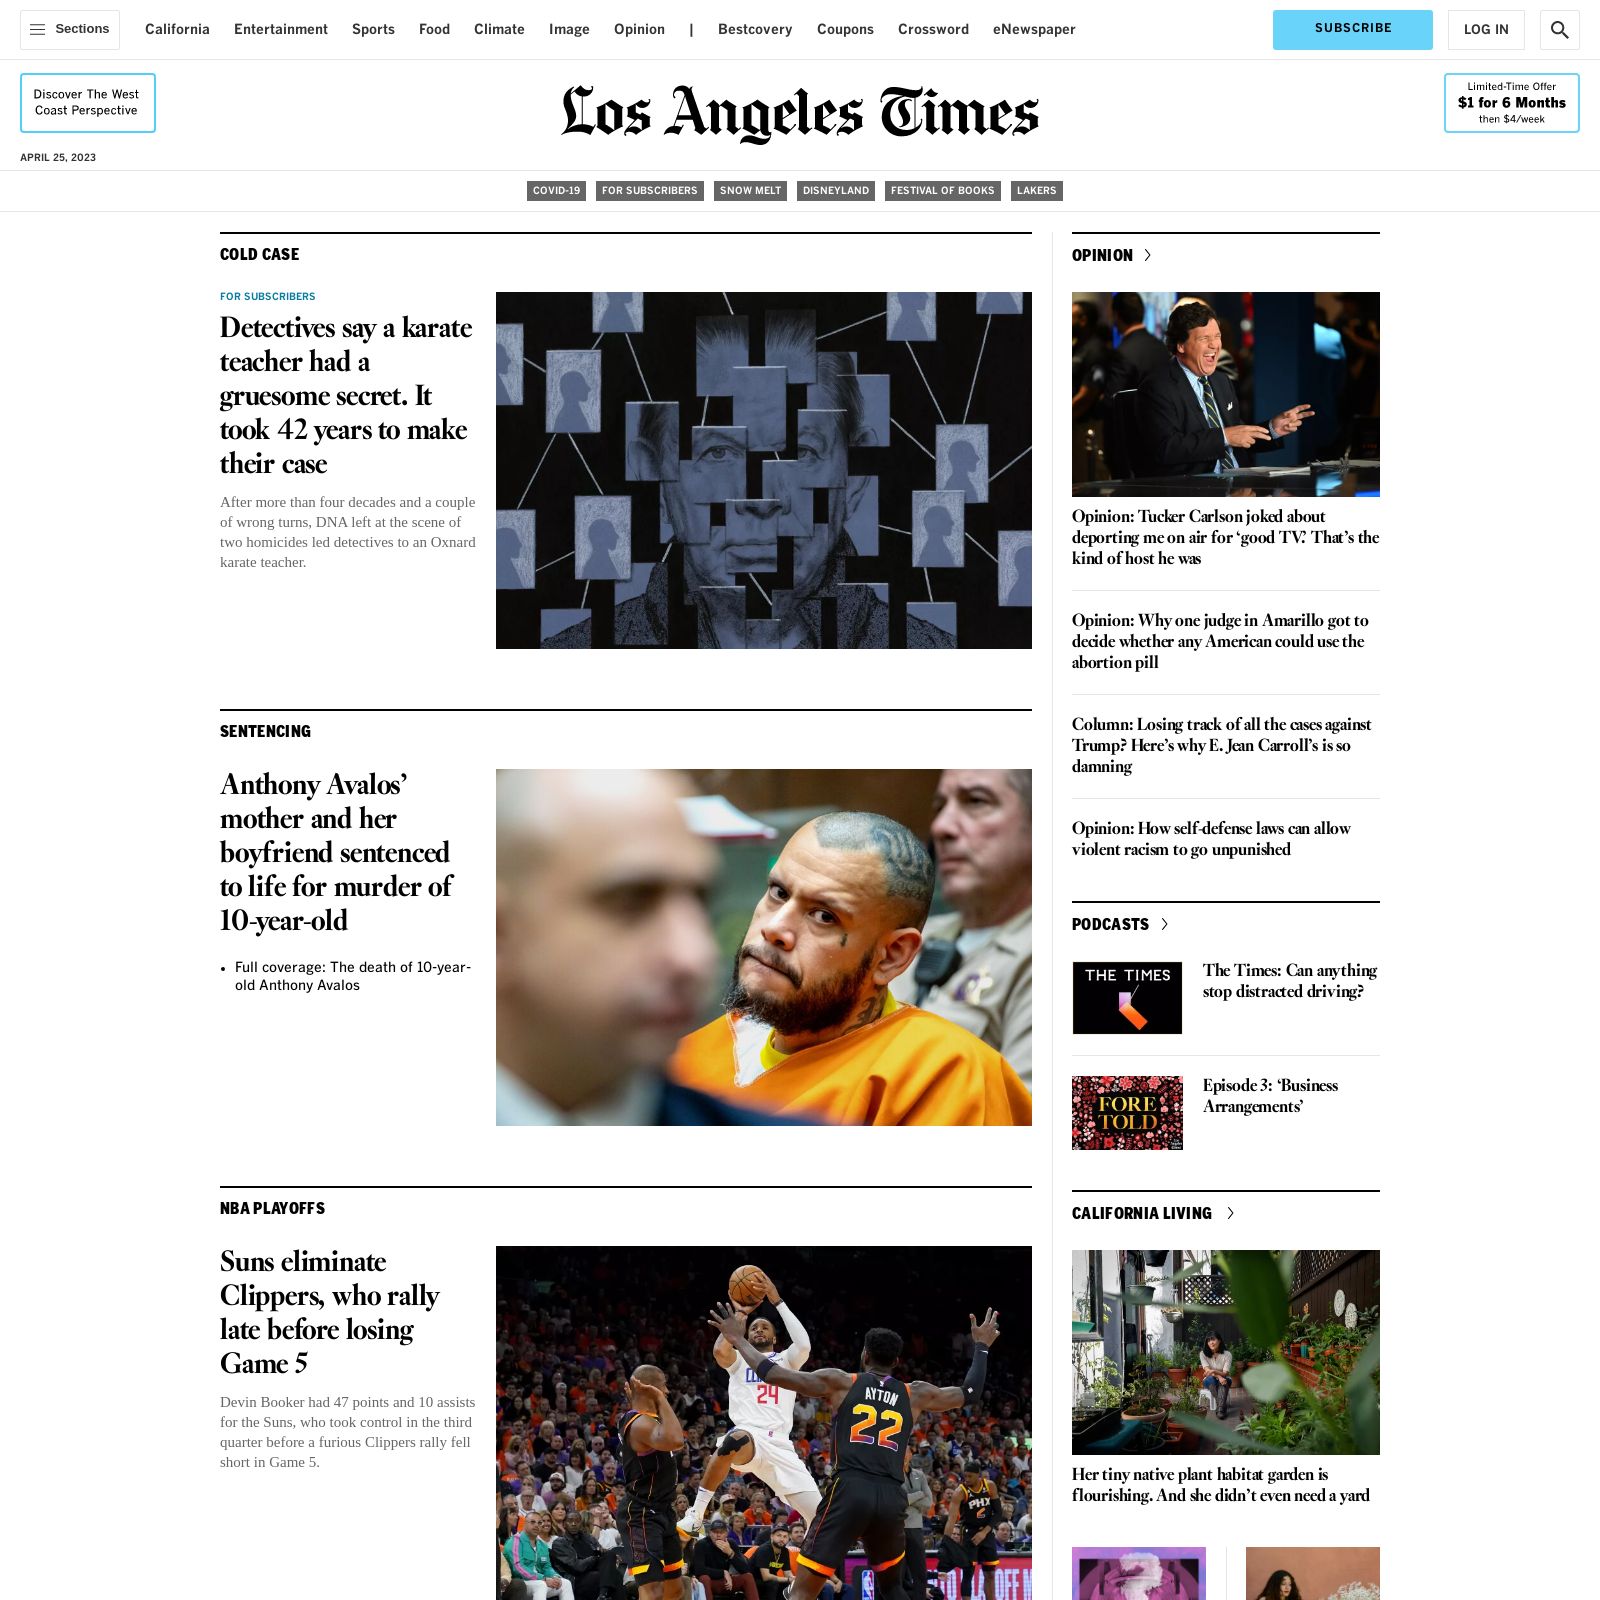 Sections
California
Entertainment
Sports
Food
Climate
Image
Opinion
|
Bestcovery
Coupons
Crossword
eNewspaper
SUBSCRIBE
LOG IN
Discover The West
Coast Perspective
Los Angeles Times
Limited-Time Offer
$1 for 6 Months
then $4/week
APRIL 25, 2023
COVID-19
FOR SUBSCRIBERS
SNOW MELT
DISNEYLAND
FESTIVAL OF BOOKS
LAKERS
COLD CASE
FOR SUBSCRIBERS
Detectives say a karate
teacher had a
gruesome secret. It
took 42 years to make
their case
After more than four decades and a couple
of wrong turns, DNA left at the scene of
two homicides led detectives to an Oxnard
karate teacher.
SENTENCING
Anthony Avalos’
mother and her
boyfriend sentenced
to life for murder of
10-year-old
• Full coverage: The death of 10-year-
old Anthony Avalos
NBA PLAYOFFS
Suns eliminate
Clippers, who rally
late before losing
Game 5
Devin Booker had 47 points and 10 assists
for the Suns, who took control in the third
quarter before a furious Clippers rally fell
short in Game 5.
24
AYTON
22
PHX
OPINION
Opinion: Tucker Carlson joked about
deporting me on air for ‘good TV.’ That’s the
kind of host he was
Opinion: Why one judge in Amarillo got to
decide whether any American could use the
abortion pill
Column: Losing track of all the cases against
Trump? Here’s why E. Jean Carroll’s is so
damning
Opinion: How self-defense laws can allow
violent racism to go unpunished
PODCASTS
THE TIMES
The Times: Can anything
stop distracted driving?
FORE
TOLD
Episode 3: ‘Business
Arrangements’
CALIFORNIA LIVING
Her tiny native plant habitat garden is
flourishing. And she didn’t even need a yard